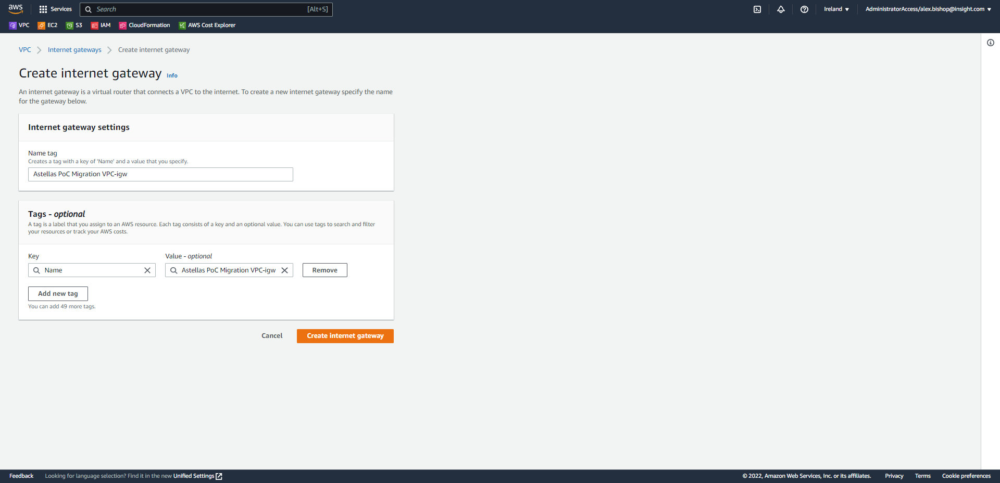 aws
Services
Search
[Alt+S]
Ireland
AdministratorAccess/alex.bishop@insight.com
VPC
EC2
S3
IAM
CloudFormation
AWS Cost Explorer
VPC
Internet gateways
Create internet gateway
Create internet gateway Info
An internet gateway is a virtual router that connects a VPC to the internet. To create a new internet gateway specify the name
for the gateway below.
Internet gateway settings
Name tag
Creates a tag with a key of 'Name' and a value that you specify.
Astellas PoC Migration VPC-igw
Tags - optional
A tag is a label that you assign to an AWS resource. Each tag consists of a key and an optional value. You can use tags to search and filter
your resources or track your AWS costs.
Key
Value - optional
Name
Astellas PoC Migration VPC-igw
Remove
Add new tag
You can add 49 more tags.
Cancel
Create internet gateway
Feedback
Looking for language selection? Find it in the new Unified Settings
© 2022, Amazon Web Services, Inc. or its affiliates.
Privacy
Terms
Cookie preferences